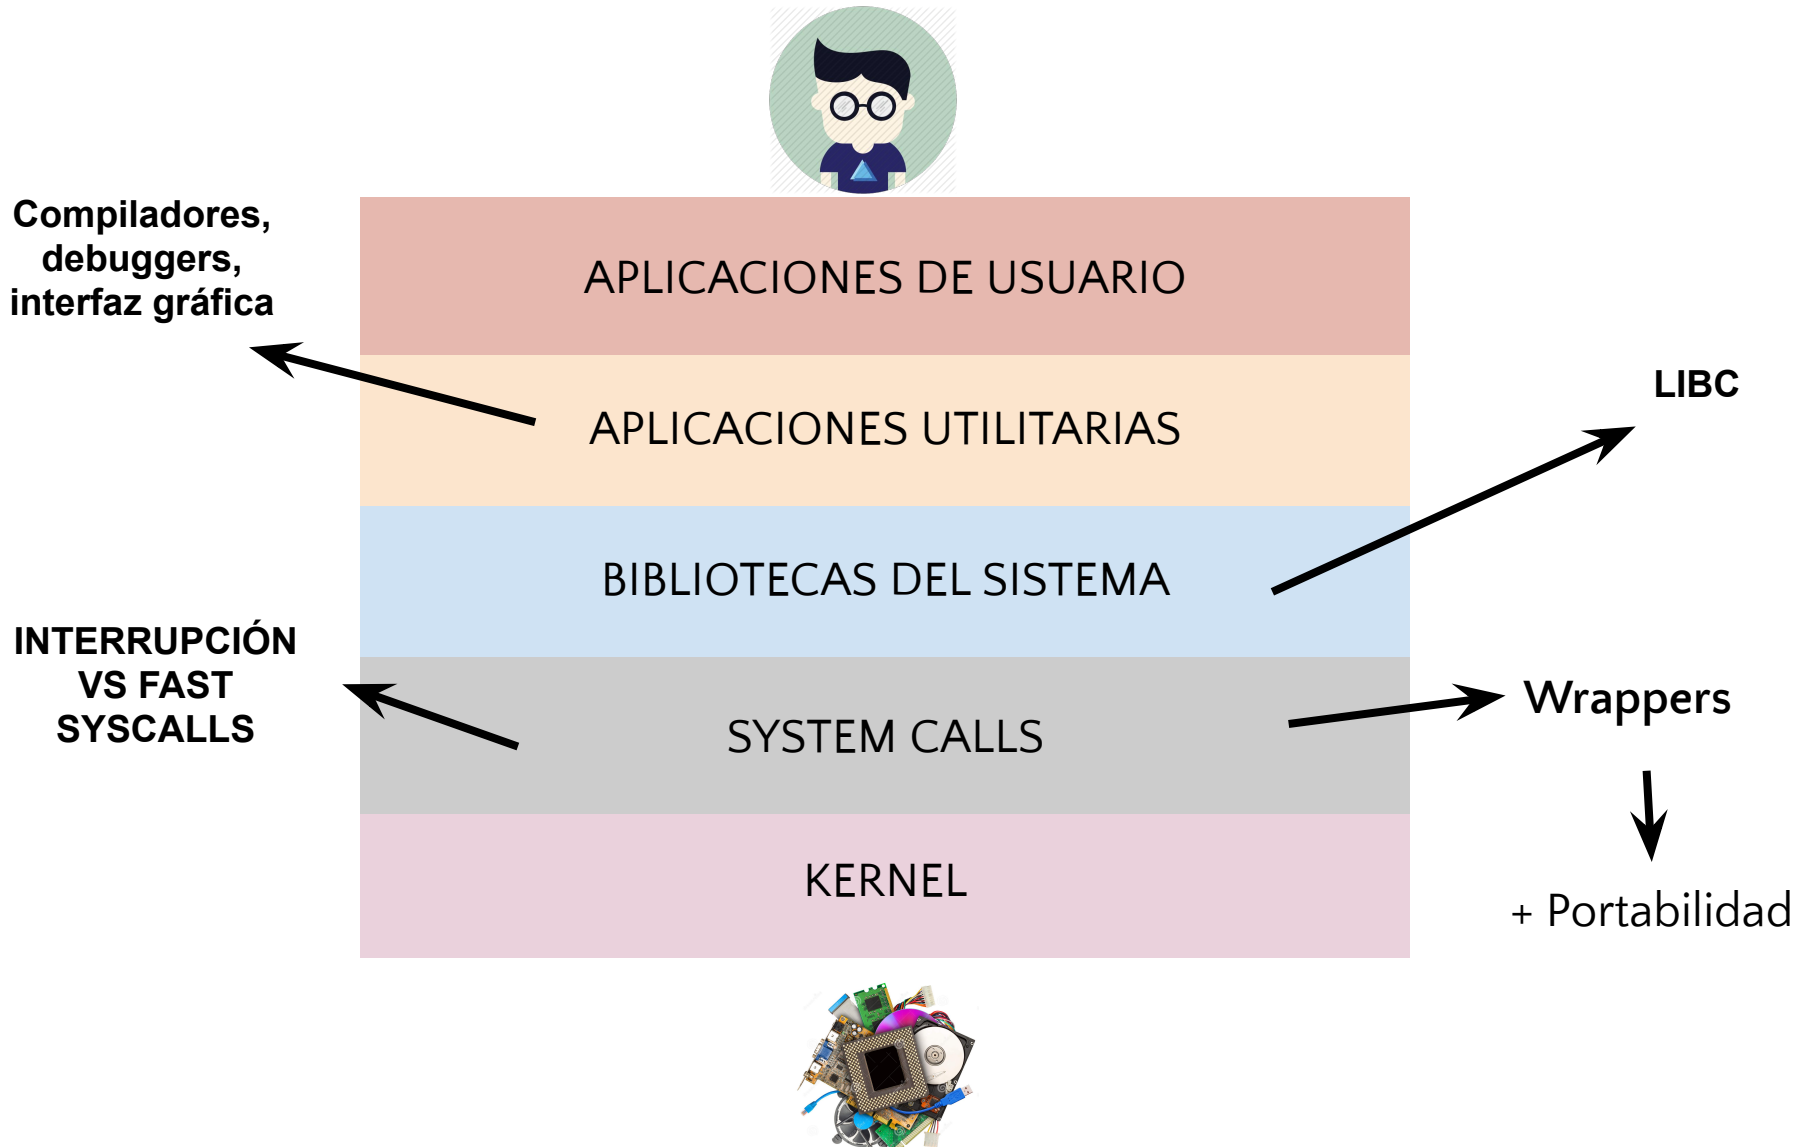 Compiladores,
debuggers,
interfaz gráfica
APLICACIONES DE USUARIO
APLICACIONES UTILITARIAS
LIBC
BIBLIOTECAS DEL SISTEMA
INTERRUPCIÓN
VS FAST
SYSCALLS
SYSTEM CALLS
Wrappers
KERNEL
+ Portabilidad